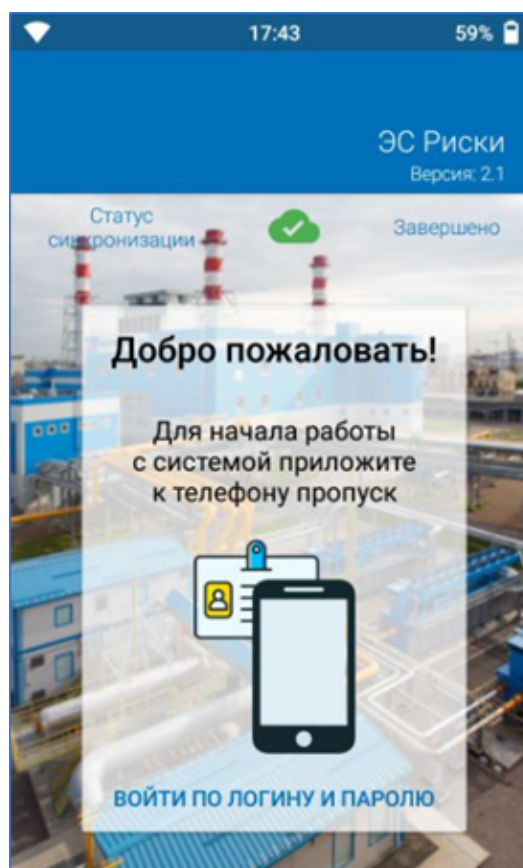 17:43
59%
ЭС Риски
Версия: 2.1
Статус
синхронизации
Завершено
Добро пожаловать!
Для начала работы
с системой приложите
к телефону пропуск
ВОЙТИ ПО ЛОГИНУ И ПАРОЛЮ